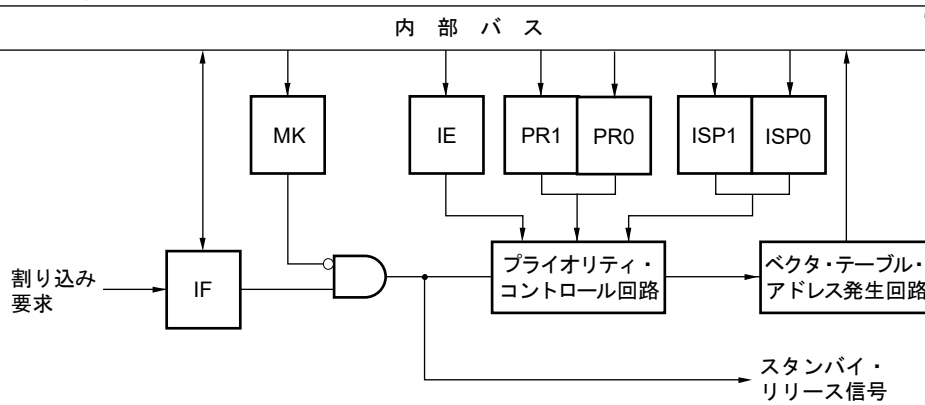 内部バス
MK
IE
PR1
PR0
ISP1
ISP0
割り込み
要求
IF
プライオリティ・
コントロール回路
ベクタ・テーブル・
アドレス発生回路
スタンバイ・
リリース信号